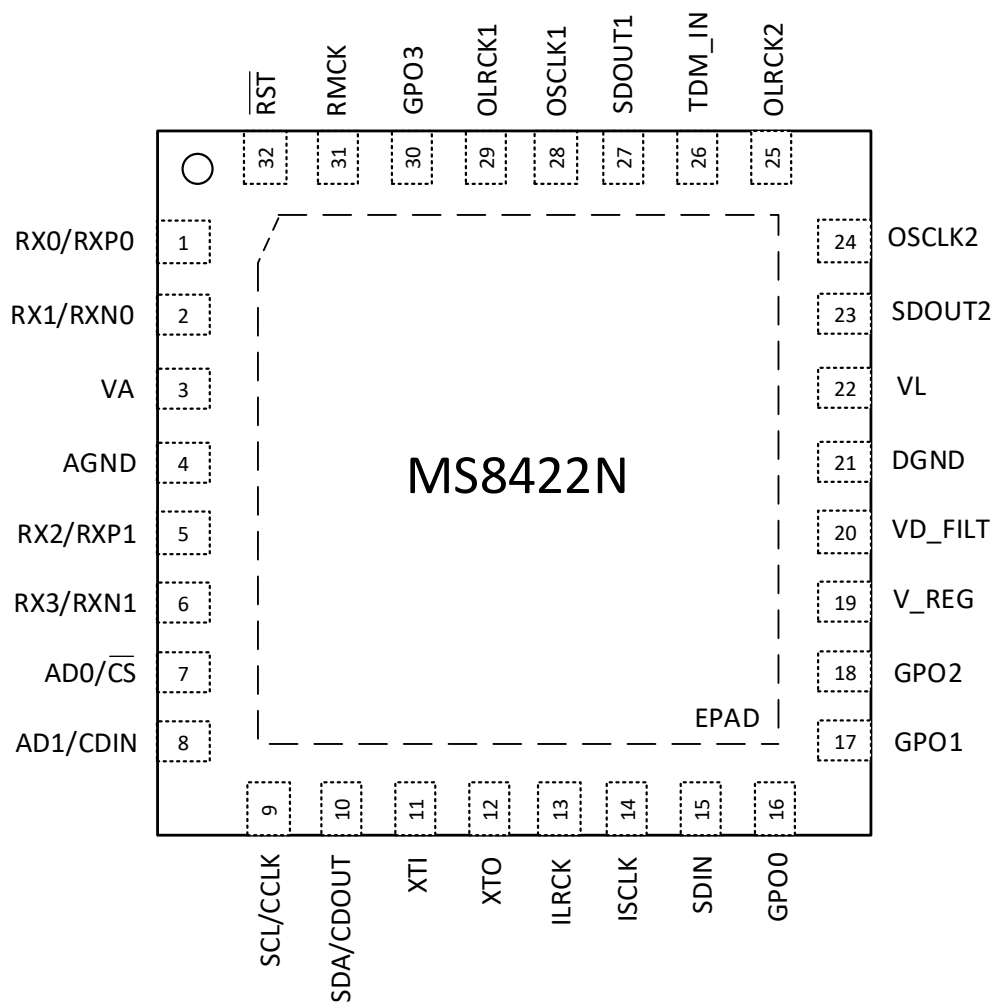 R̅S̅T̅
RMCK
GPO3
OLRCK1
OSCLK1
SDOUT1
TDM_IN
OLRCK2
32
31
30
29
28
27
26
25
RX0/RXP0 1
RX1/RXN0 2
VA 3
AGND 4
RX2/RXP1 5
RX3/RXN1 6
AD0/C̅S̅ 7
AD1/CDIN 8
MS8422N
EPAD
24 OSCLK2
23 SDOUT2
22 VL
21 DGND
20 VD_FILT
19 V_REG
18 GPO2
17 GPO1
9
10
11
12
13
14
15
16
SCL/CCLK
SDA/CDOUT
XTI
XTO
ILRCK
ISCLK
SDIN
GPO0